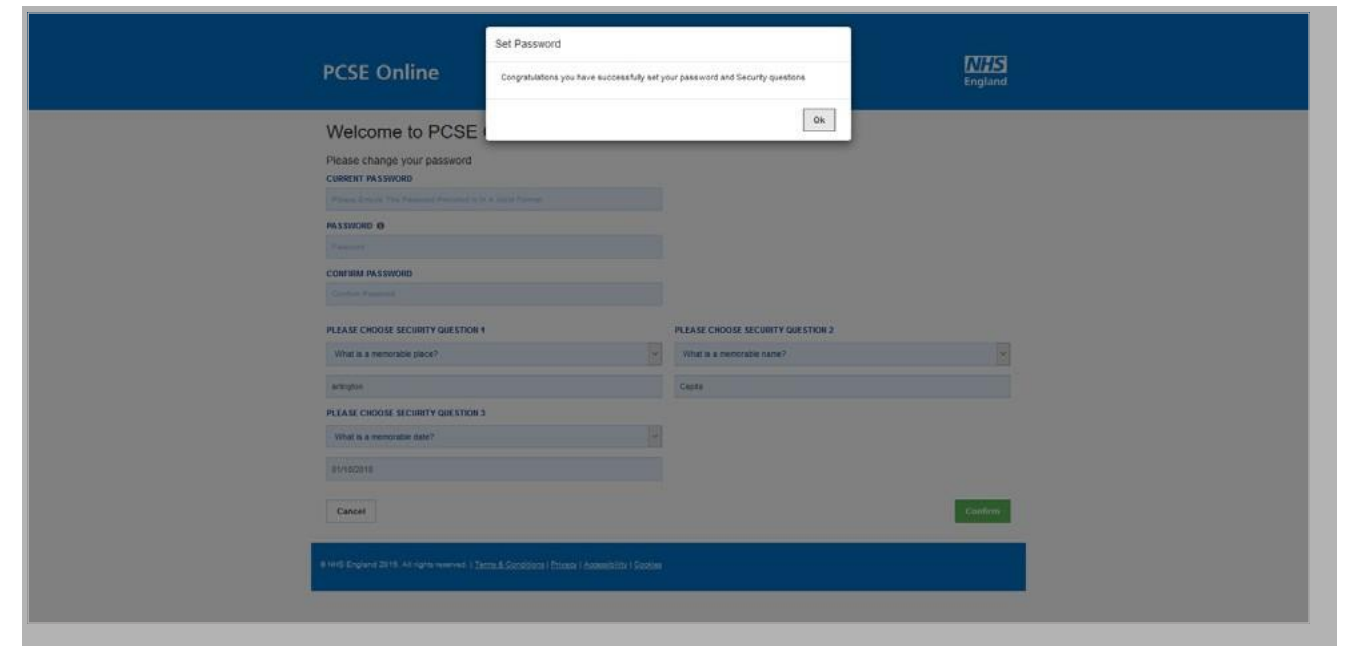 Set Password
PCSE Online
Congratulations you have successfully set your password and Security questions
NHS
England
Ok
Welcome to PCSE
Please change your password
CURRENT PASSWORD
PASSWORD
Password
CONFIRM PASSWORD
Confirm Password
PLEASE CHOOSE SECURITY QUESTION 1
PLEASE CHOOSE SECURITY QUESTION 2
What is a memorable place?
What is a memorable name?
Capita
PLEASE CHOOSE SECURITY QUESTION 3
What is a memorable date?
Cancel
Confirm
All rights reserved. | Terms & Conditions | Privacy | Accessibility | Cookies